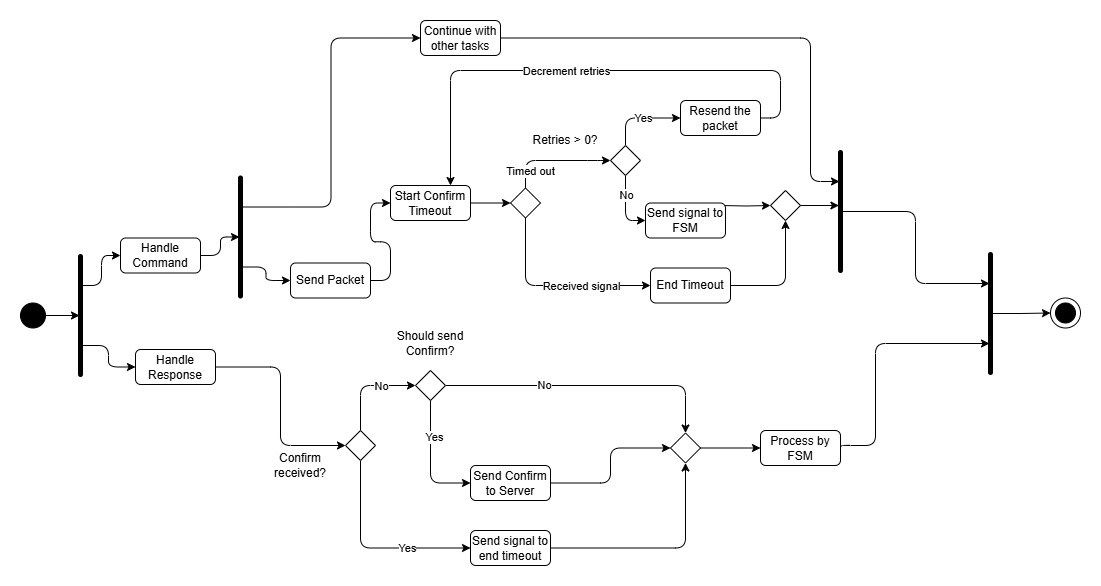 Continue with
other tasks
Decrement retries
Resend the
packet
Yes
Retries > 0?
Timed out
No
Start Confirm
Timeout
Send signal to
FSM
Handle
Command
Send Packet
Received signal
End Timeout
Should send
Confirm?
Handle
Response
No
No
Yes
Confirm
received?
Process by
FSM
Send Confirm
to Server
Yes
Send signal to
end timeout